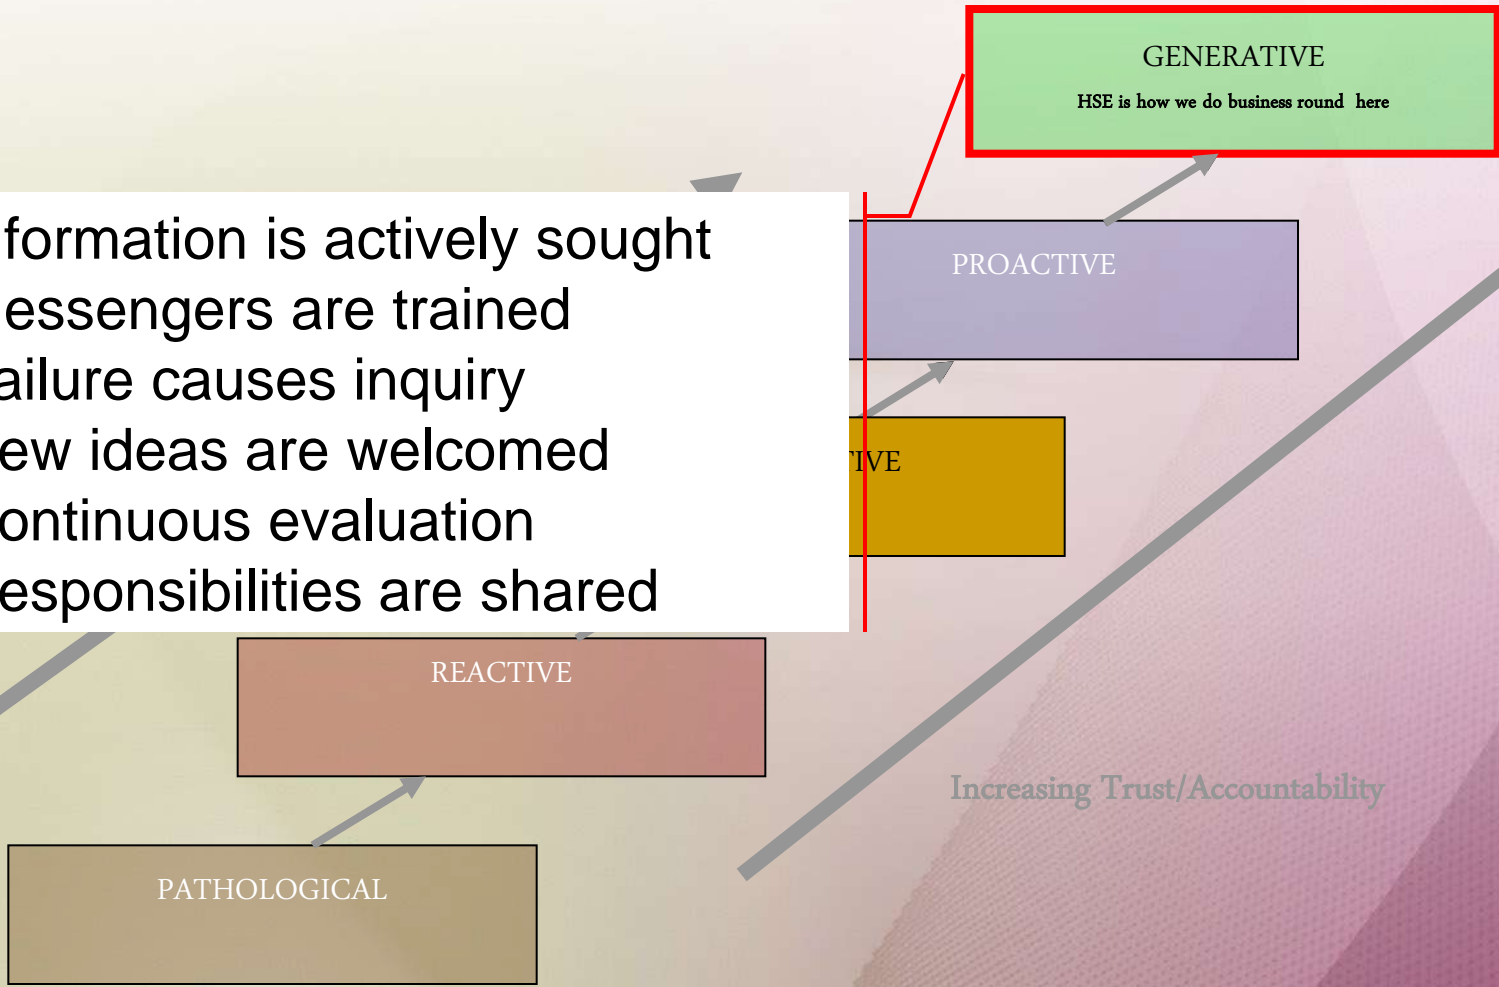 GENERATIVE
HSE is how we do business round here
formation is actively sought
essengers are trained
ailure causes inquiry
ew ideas are welcomed
ontinuous evaluation
esponsibilities are shared
PROACTIVE
TIVE
REACTIVE
Increasing Trust/Accountability
PATHOLOGICAL